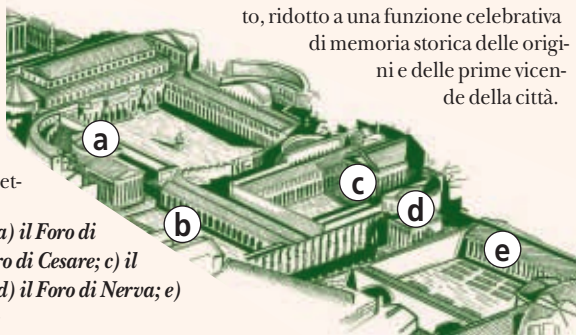 to, ridotto a una funzione celebrativa
di memoria storica delle origi-
ni e delle prime vicen-
de della città.
a
c
d
et-
b
e
a) il Foro di
ro di Cesare; c) il
d) il Foro di Nerva; e)